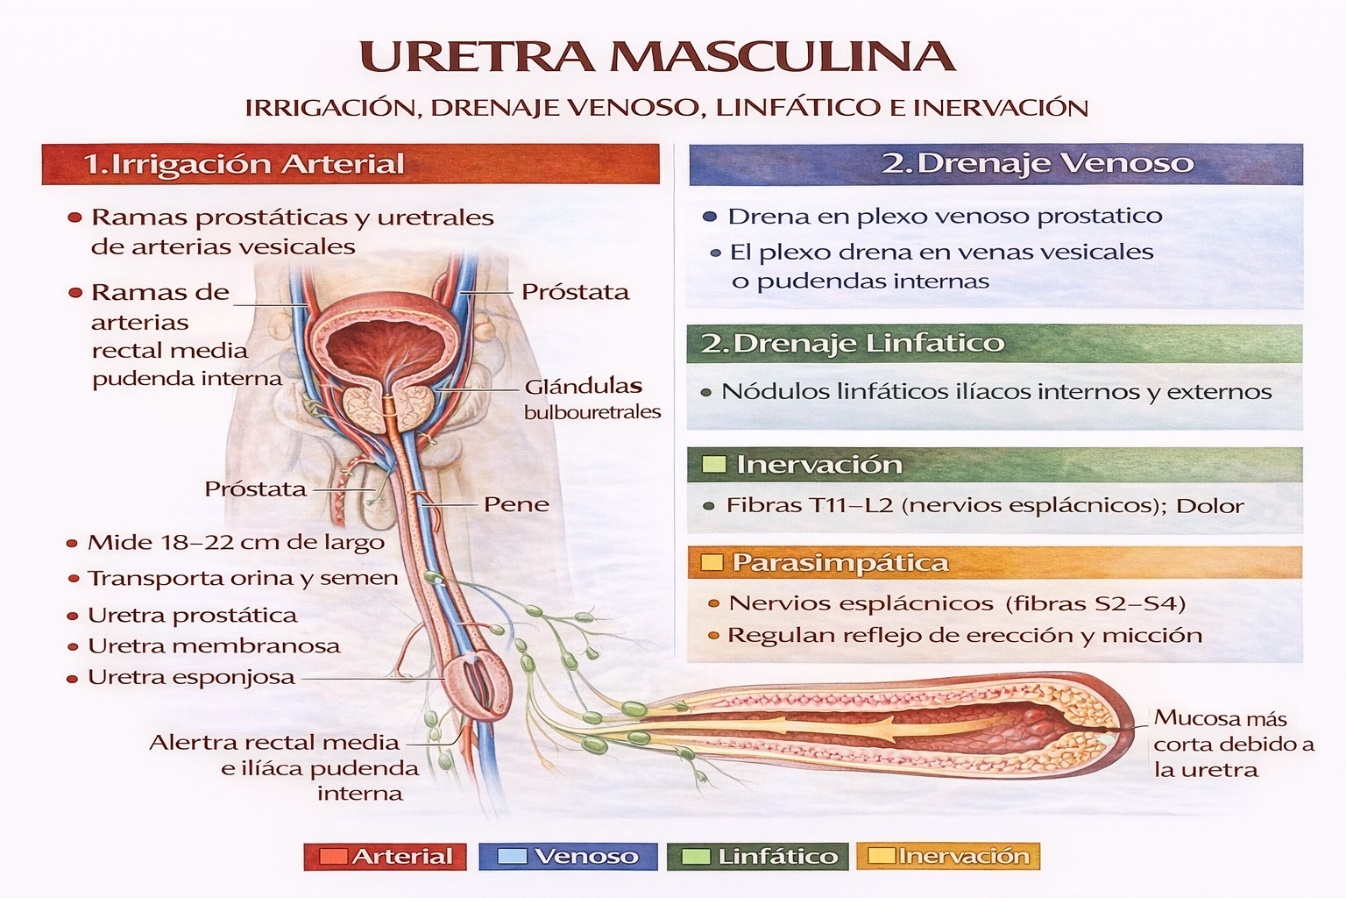 URETRA MASCULINA
IRRIGACIÓN, DRENAJE VENOSO, LINFÁTICO E INERVACIÓN
1.Irrigación Arterial
• Ramas prostáticas y uretrales
de arterias vesicales
• Ramas de
arterias
rectal media
pudenda interna
Próstata
Glándulas
bulbouretrales
Próstata
Pene
• Mide 18–22 cm de largo
• Transporta orina y semen
• Uretra prostática
• Uretra membranosa
• Uretra esponjosa
Alertra rectal media
e ilíáca pudenda
interna
2.Drenaje Venoso
• Drena en plexo venoso prostatico
• El plexo drena en venas vesicales
o pudendas internas
2.Drenaje Linfatico
• Nódulos linfáticos ilíacos internos y externos
Inervación
• Fibras T11–L2 (nervios esplácnicos); Dolor
Parasimpática
• Nervios esplácnicos (fibras S2–S4)
• Regulan reflejo de erección y micción
Mucosa más
corta debido a
la uretra
Arterial
Venoso
Linfático
Inervación